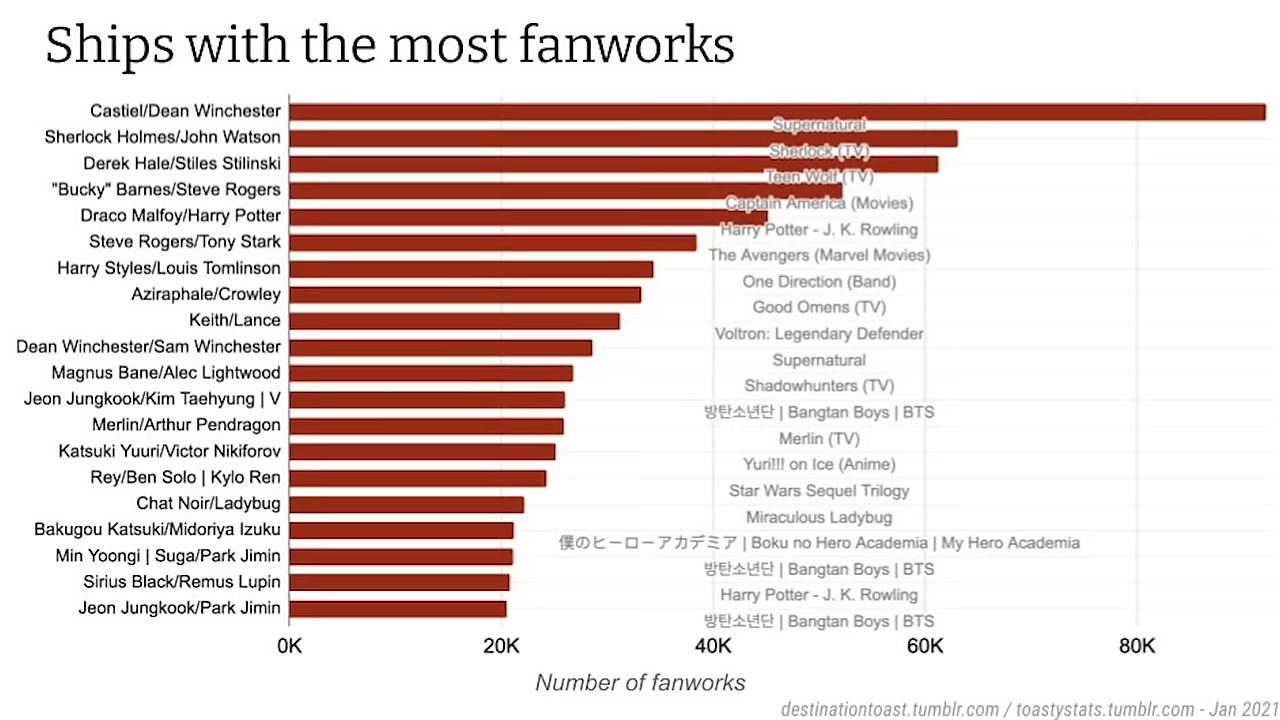 Ships with the most fanworks
Castiel/Dean Winchester
Supernatural
Sherlock Holmes/John Watson
Sherlock (TV)
Derek Hale/Stiles Stilinski
Teen Wolf (TV)
"Bucky" Barnes/Steve Rogers
Captain America (Movies)
Draco Malfoy/Harry Potter
Harry Potter - J. K. Rowling
Steve Rogers/Tony Stark
The Avengers (Marvel Movies)
Harry Styles/Louis Tomlinson
One Direction (Band)
Aziraphale/Crowley
Good Omens (TV)
Keith/Lance
Voltron: Legendary Defender
Dean Winchester/Sam Winchester
Supernatural
Magnus Bane/Alec Lightwood
Shadowhunters (TV)
Jeon Jungkook/Kim Taehyung | V
방탄소년단 | Bangtan Boys | BTS
Merlin/Arthur Pendragon
Merlin (TV)
Katsuki Yuuri/Victor Nikiforov
Yuri!!! on Ice (Anime)
Rey/Ben Solo | Kylo Ren
Star Wars Sequel Trilogy
Chat Noir/Ladybug
Miraculous Ladybug
Bakugou Katsuki/Midoriya Izuku
僕のヒーローアカデミア | Boku no Hero Academia | My Hero Academia
Min Yoongi | Suga/Park Jimin
방탄소년단 | Bangtan Boys | BTS
Sirius Black/Remus Lupin
Harry Potter - J. K. Rowling
Jeon Jungkook/Park Jimin
방탄소년단 | Bangtan Boys | BTS
0K 20K 40K 60K 80K
Number of fanworks
destinationtoast.tumblr.com / toastystats.tumblr.com - Jan 2021